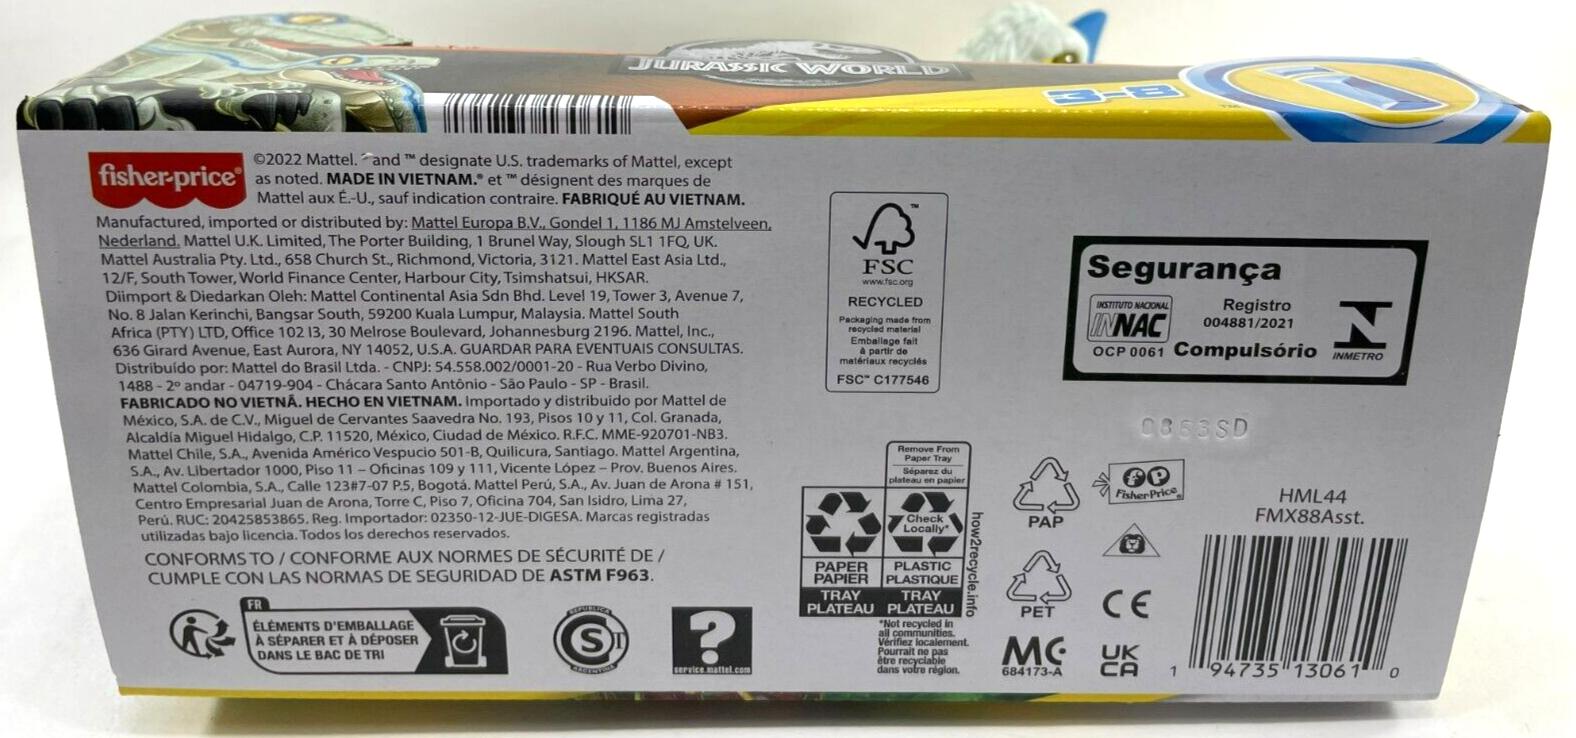 JURASSIC WORLD
3-8
TM
fisher-price®
©2022 Mattel. ® and ™ designate U.S. trademarks of Mattel, except
as noted. MADE IN VIETNAM.® et ™ désignent des marques de
Mattel aux É.-U., sauf indication contraire. FABRIQUÉ AU VIETNAM.
Manufactured, imported or distributed by: Mattel Europa B.V., Gondel 1, 1186 MJ Amstelveen,
Nederland. Mattel U.K. Limited, The Porter Building, 1 Brunel Way, Slough SL1 1FQ, UK.
Mattel Australia Pty. Ltd., 658 Church St., Richmond, Victoria, 3121. Mattel East Asia Ltd.,
12/F, South Tower, World Finance Center, Harbour City, Tsimshatsui, HKSAR.
Diimport & Diedarkan Oleh: Mattel Continental Asia Sdn Bhd. Level 19, Tower 3, Avenue 7,
No. 8 Jalan Kerinchi, Bangsar South, 59200 Kuala Lumpur, Malaysia. Mattel South
Africa (PTY) LTD, Office 102 I3, 30 Melrose Boulevard, Johannesburg 2196. Mattel, Inc.,
636 Girard Avenue, East Aurora, NY 14052, U.S.A. GUARDAR PARA EVENTUAIS CONSULTAS.
Distribuído por: Mattel do Brasil Ltda. - CNPJ: 54.558.002/0001-20 - Rua Verbo Divino,
1488 - 2º andar - 04719-904 - Chácara Santo Antônio - São Paulo - SP - Brasil.
FABRICADO NO VIETNÃ. HECHO EN VIETNAM. Importado y distribuido por Mattel de
México, S.A. de C.V., Miguel de Cervantes Saavedra No. 193, Pisos 10 y 11, Col. Granada,
Alcaldía Miguel Hidalgo, C.P. 11520, México, Ciudad de México. R.F.C. MME-920701-NB3.
Mattel Chile, S.A., Avenida Américo Vespucio 501-B, Quilicura, Santiago. Mattel Argentina,
S.A., Av. Libertador 1000, Piso 11 – Oficinas 109 y 111, Vicente López – Prov. Buenos Aires.
Mattel Colombia, S.A., Calle 123#7-07 P.5, Bogotá. Mattel Perú, S.A., Av. Juan de Arona # 151,
Centro Empresarial Juan de Arona, Torre C, Piso 7, Oficina 704, San Isidro, Lima 27,
Perú. RUC: 20425853865. Reg. Importador: 02350-12-JUE-DIGESA. Marcas registradas
utilizadas bajo licencia. Todos los derechos reservados.
CONFORMS TO / CONFORME AUX NORMES DE SÉCURITÉ DE /
CUMPLE CON LAS NORMAS DE SEGURIDAD DE ASTM F963.
FR
ÉLÉMENTS D'EMBALLAGE
À SÉPARER ET À DÉPOSER
DANS LE BAC DE TRI
REPUBLICA
S
ARGENTINA
?
service.mattel.com
FSC
www.fsc.org
RECYCLED
Packaging made from
recycled material
Emballage fait
à partir de
matériaux recyclés
FSC™ C177546
Remove From
Paper Tray
Séparez du
plateau en papier
Check
Locally*
PAPER
PAPIER
PLASTIC
PLASTIQUE
TRAY
PLATEAU
TRAY
PLATEAU
how2recycle.info
*Not recycled in
all communities.
Vérifiez localement.
Pourrait ne pas
être recyclable
dans votre région.
Segurança
INSTITUTO NACIONAL
INNAC
OCP 0061
Registro
004881/2021
Compulsório
INMETRO
PAP
fp
Fisher-Price®
PET
CE
MC
684173-A
UK
CA
HML44
FMX88Asst.
1 94735 13061 0